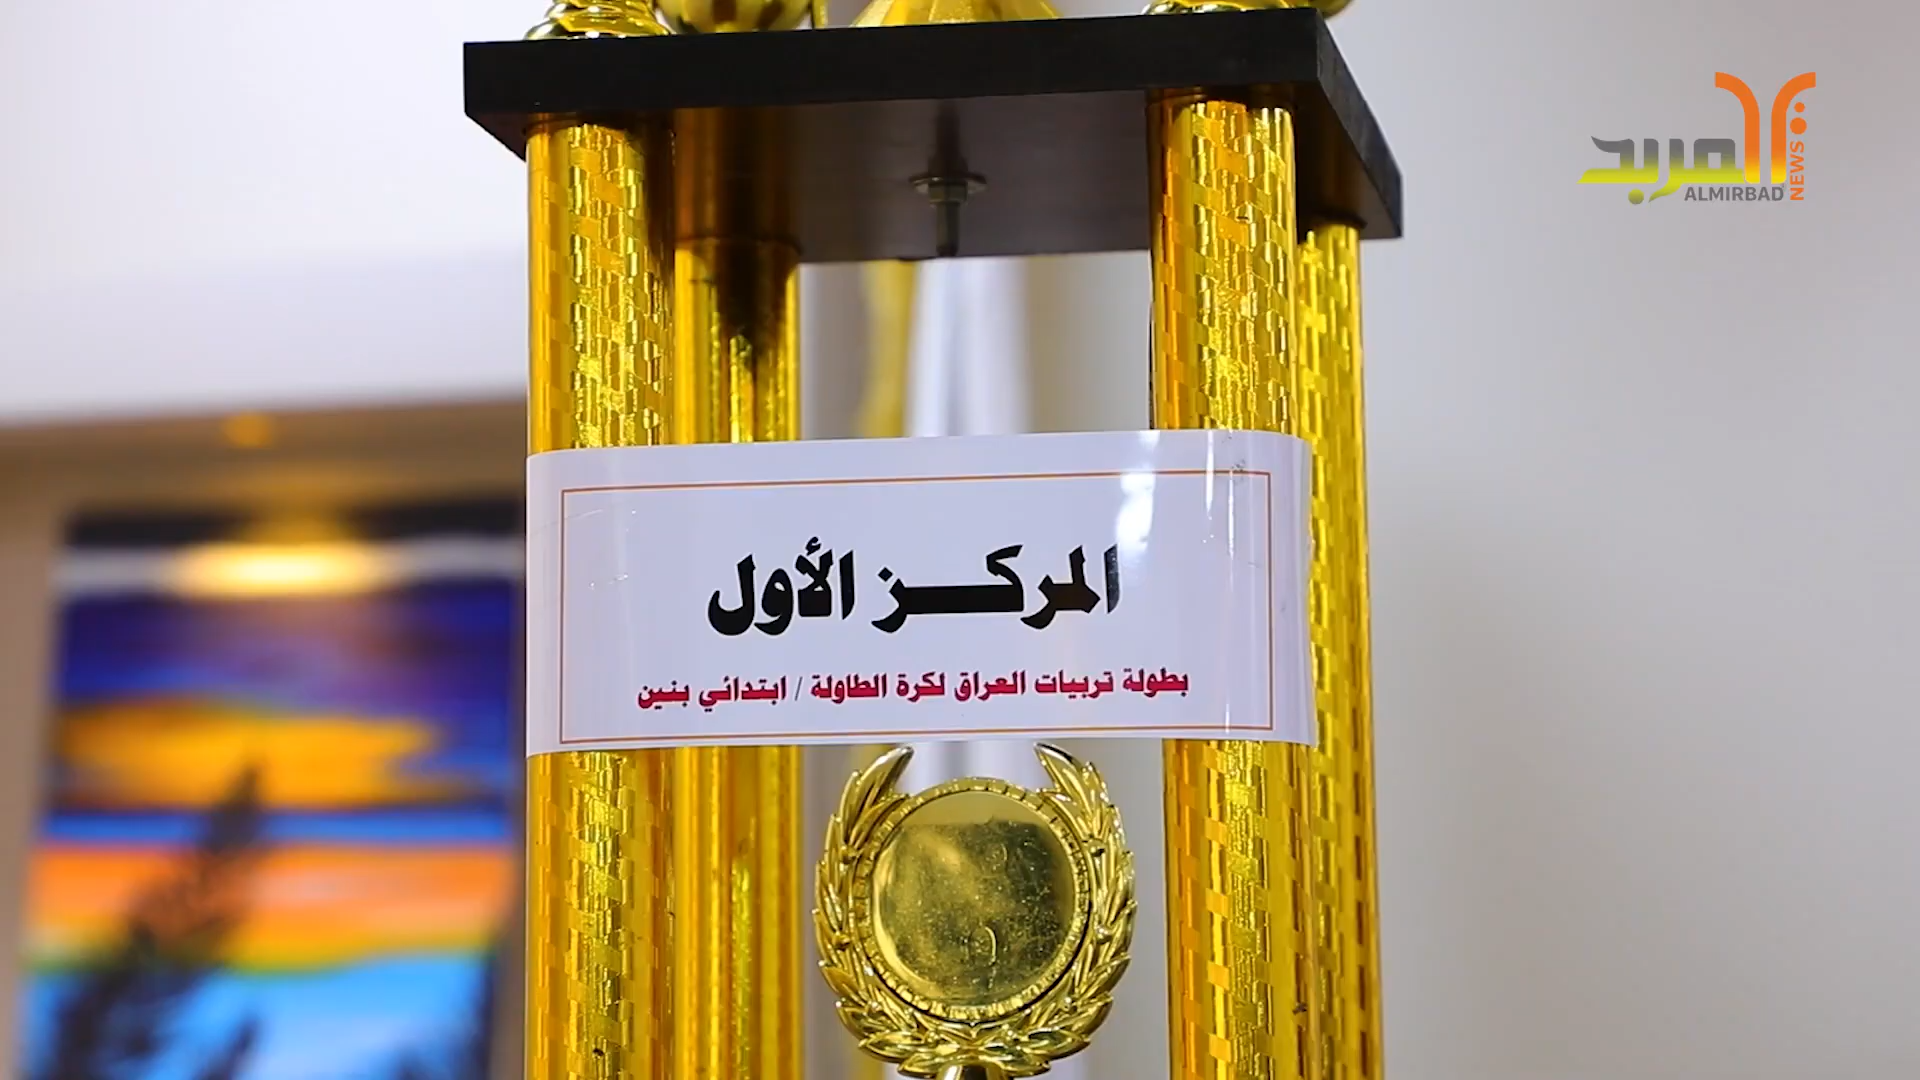 المربد
ALMIRBAD
NEWS
المركز الأول
بطولة تربيات العراق لكرة الطاولة / ابتدائي بنين